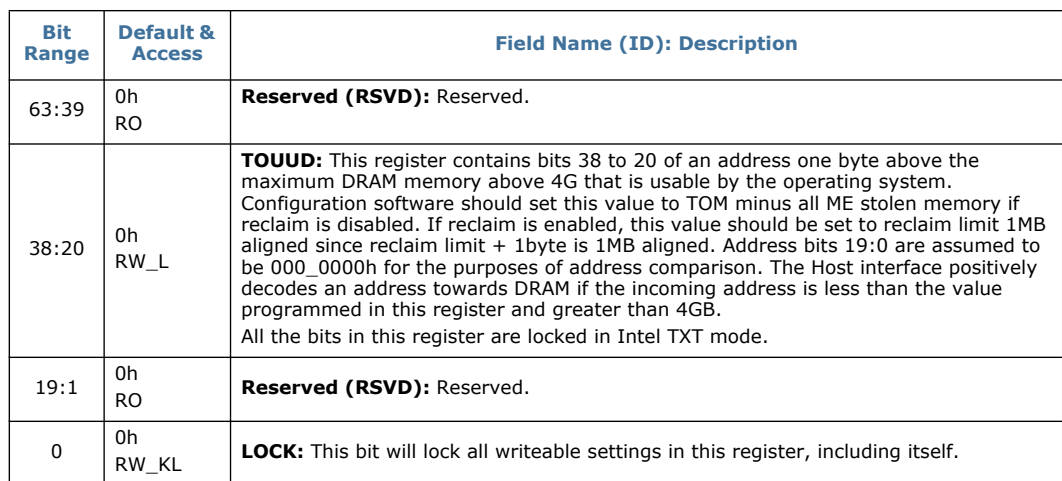 Bit Range Default & Access Field Name (ID): Description
63:39 0h RO Reserved (RSVD): Reserved.
38:20 0h RW_L TOUUD: This register contains bits 38 to 20 of an address one byte above the
maximum DRAM memory above 4G that is usable by the operating system.
Configuration software should set this value to TOM minus all ME stolen memory if
reclaim is disabled. If reclaim is enabled, this value should be set to reclaim limit 1MB
aligned since reclaim limit + 1byte is 1MB aligned. Address bits 19:0 are assumed to
be 000_0000h for the purposes of address comparison. The Host interface positively
decodes an address towards DRAM if the incoming address is less than the value
programmed in this register and greater than 4GB.
All the bits in this register are locked in Intel TXT mode.
19:1 0h RO Reserved (RSVD): Reserved.
0 0h RW_KL LOCK: This bit will lock all writeable settings in this register, including itself.